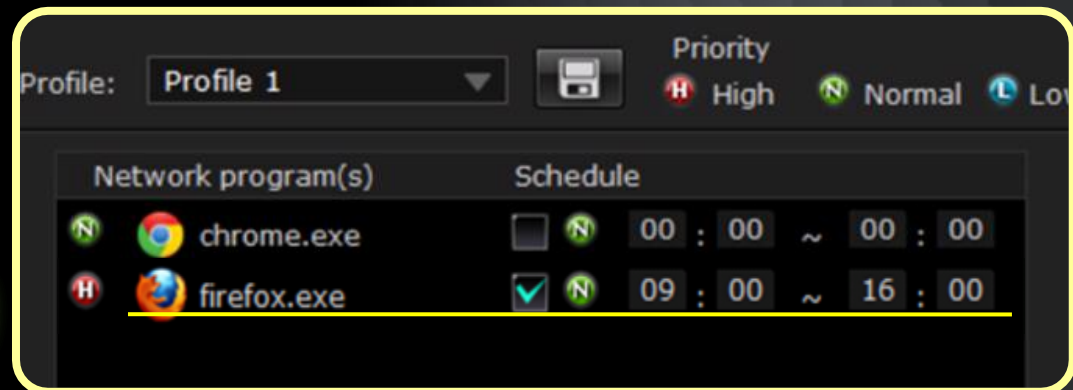 Priority
Profile: Profile 1 H High N Normal L Lo
Network program(s) Schedule
N chrome.exe N 00 : 00 ~ 00 : 00
H firefox.exe N 09 : 00 ~ 16 : 00